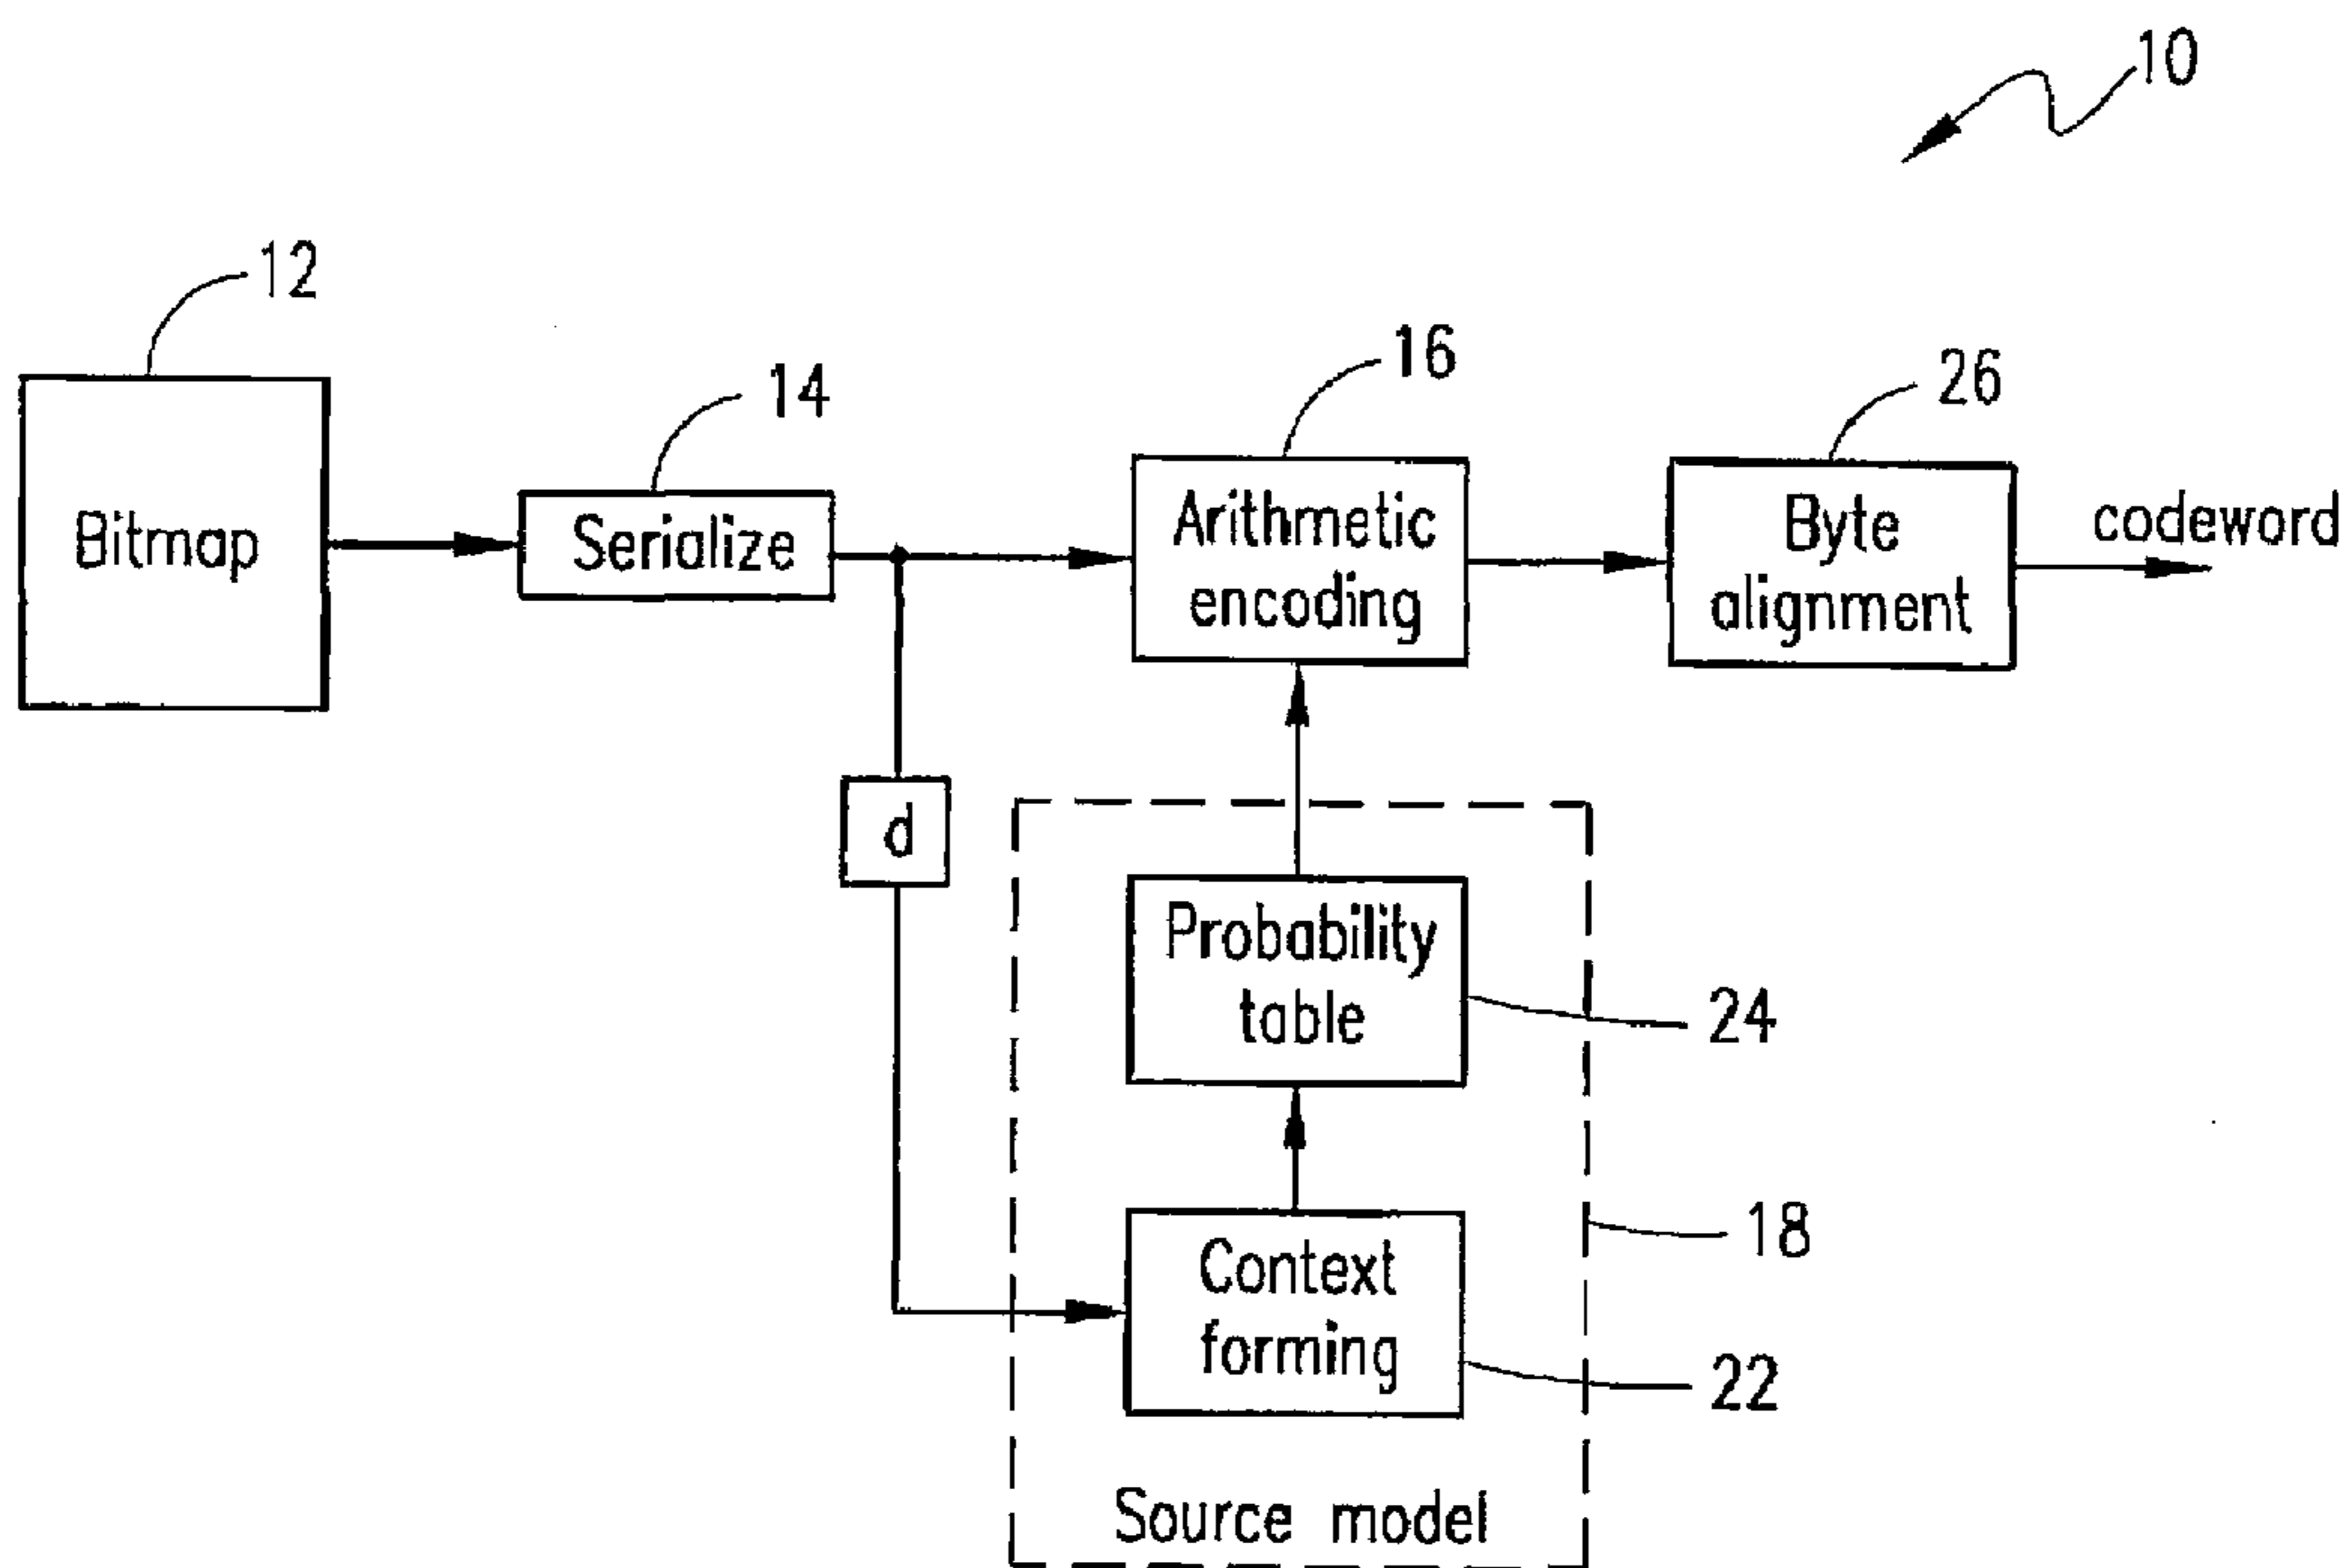 10
12
14
16
26
Bitmap
Serialize
Arithmetic
encoding
Byte
alignment
codeword
d
Probability
table
24
18
Context
forming
22
Source model